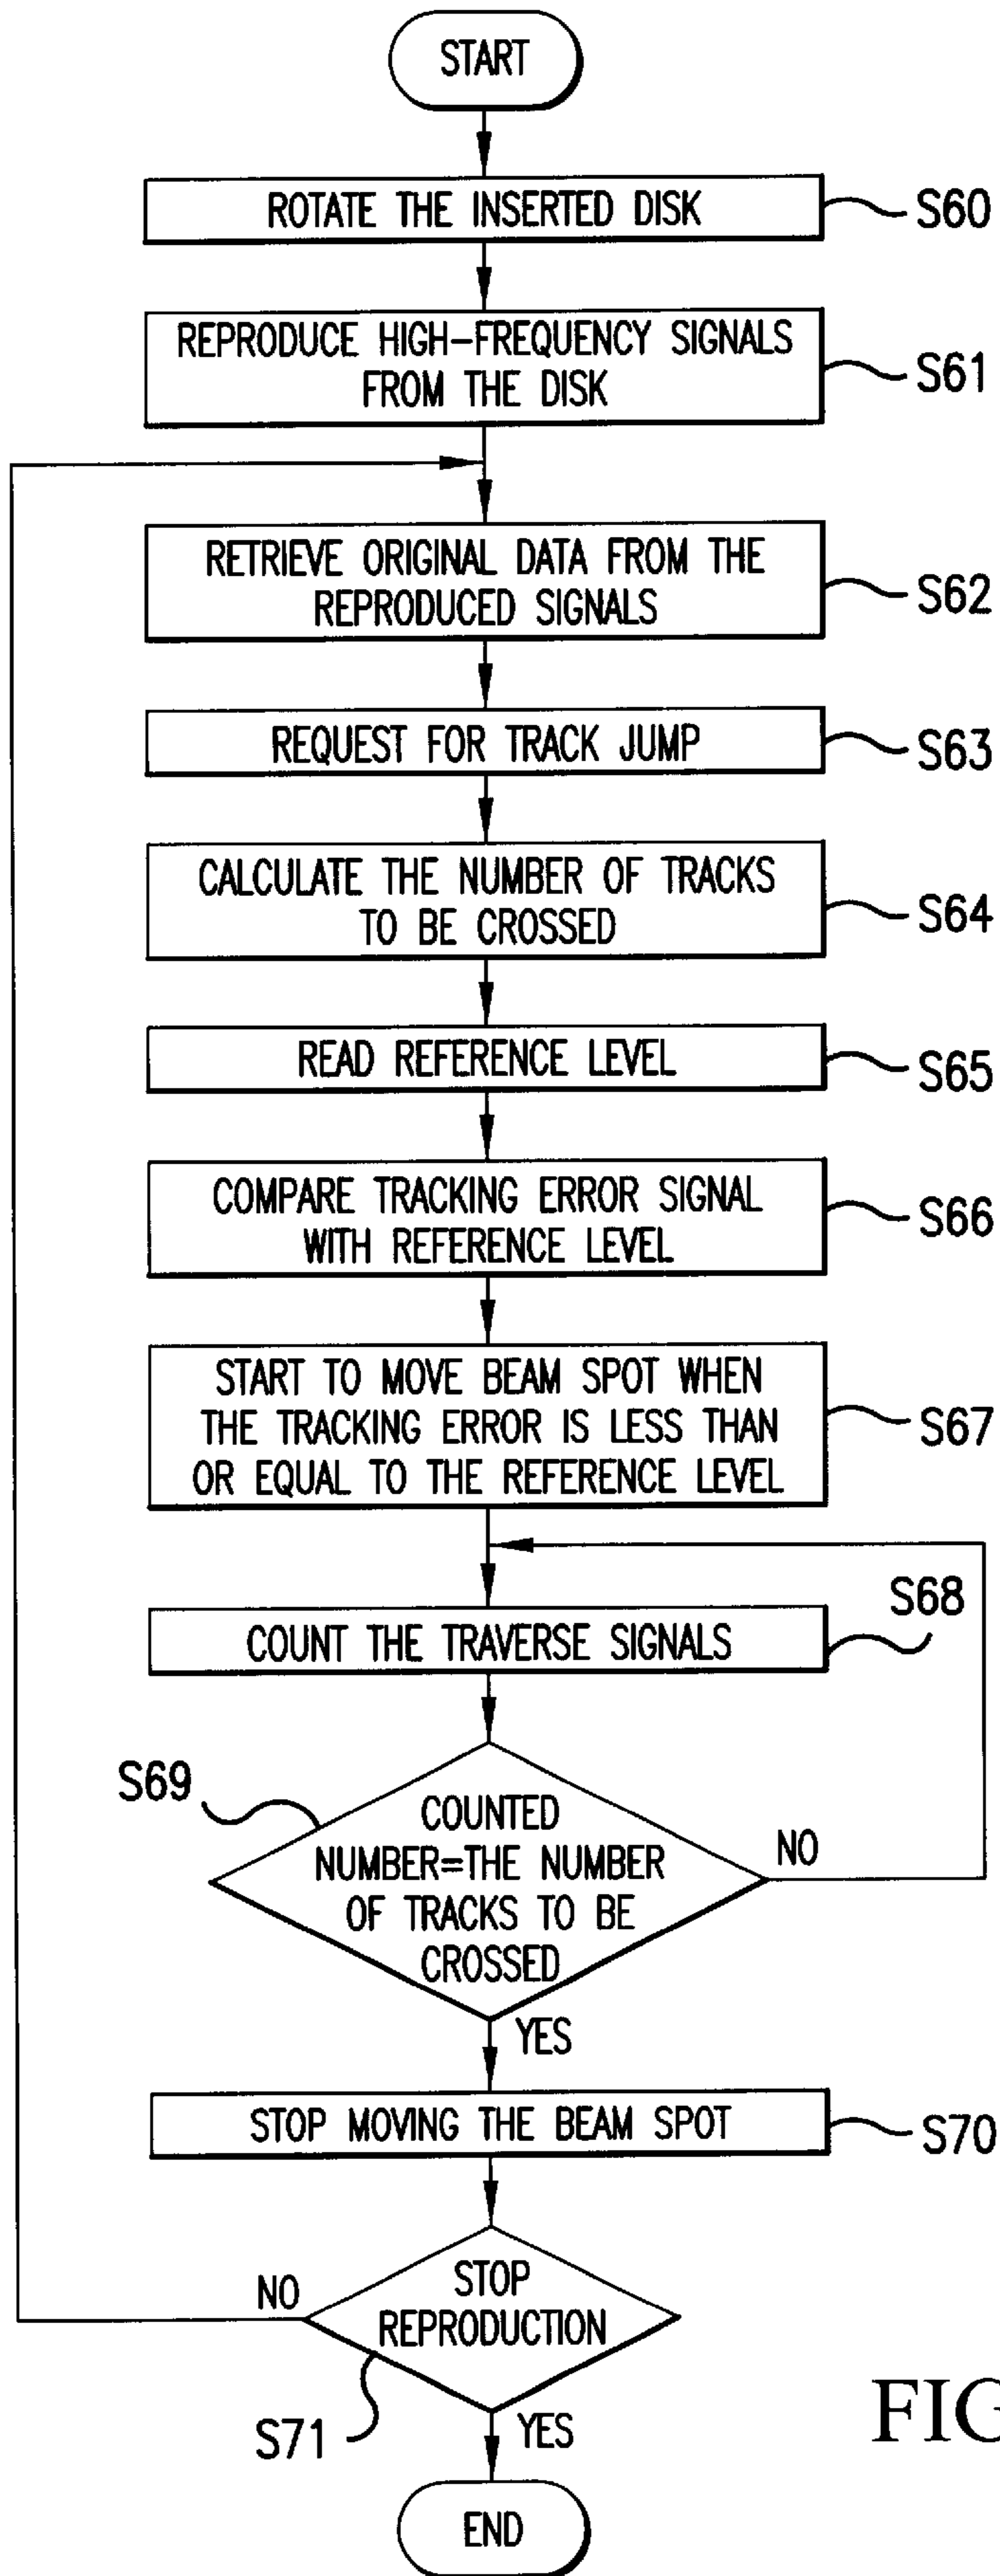 START
ROTATE THE INSERTED DISK
S60
REPRODUCE HIGH-FREQUENCY SIGNALS
FROM THE DISK
S61
RETRIEVE ORIGINAL DATA FROM THE
REPRODUCED SIGNALS
S62
REQUEST FOR TRACK JUMP
S63
CALCULATE THE NUMBER OF TRACKS
TO BE CROSSED
S64
READ REFERENCE LEVEL
S65
COMPARE TRACKING ERROR SIGNAL
WITH REFERENCE LEVEL
S66
START TO MOVE BEAM SPOT WHEN
THE TRACKING ERROR IS LESS THAN
OR EQUAL TO THE REFERENCE LEVEL
S67
COUNT THE TRAVERSE SIGNALS
S68
S69
COUNTED
NUMBER=THE NUMBER
OF TRACKS TO BE
CROSSED
NO
YES
STOP MOVING THE BEAM SPOT
S70
STOP
REPRODUCTION
NO
S71
YES
END
FIG